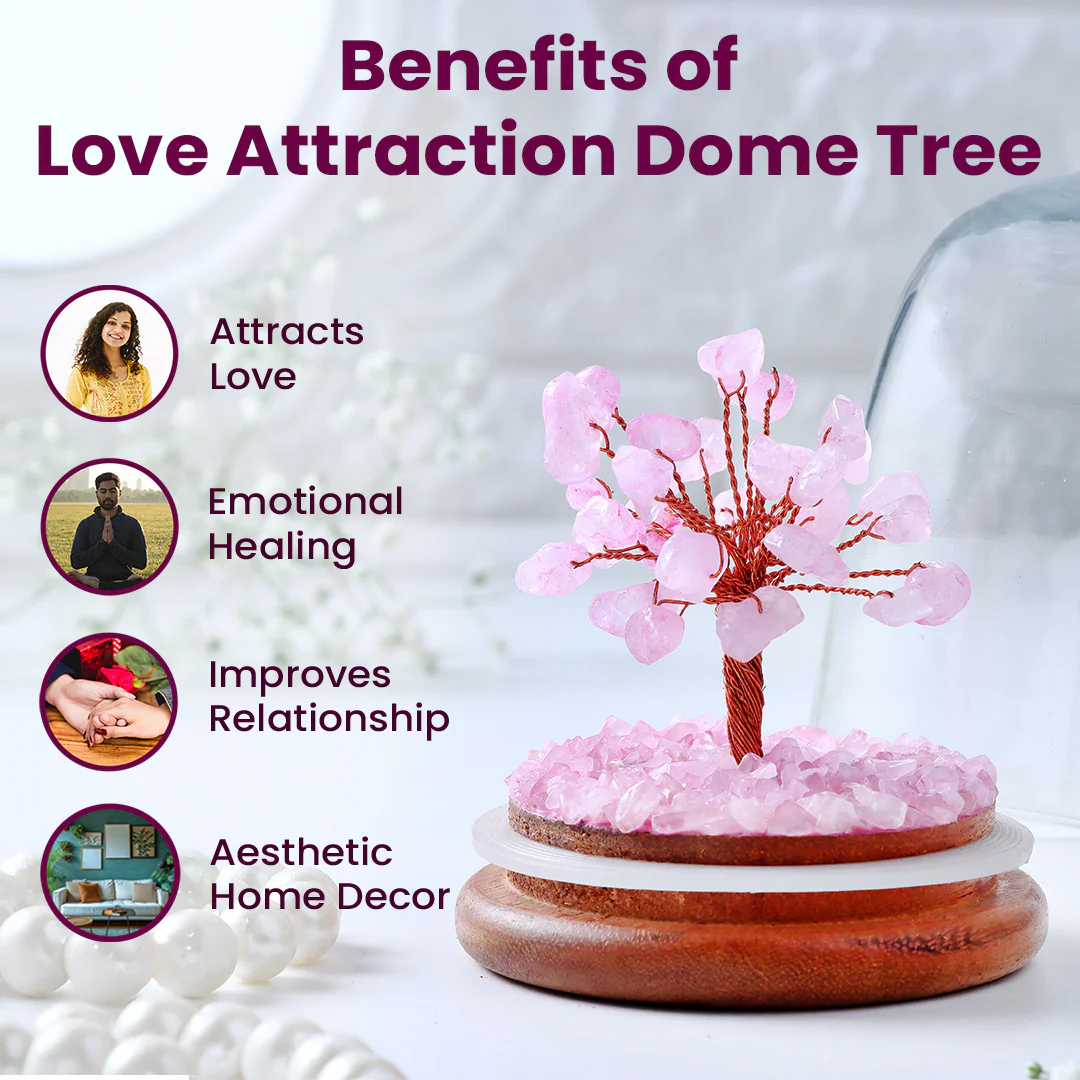 Benefits of
Love Attraction Dome Tree
Attracts
Love
Emotional
Healing
Improves
Relationship
Aesthetic
Home Decor